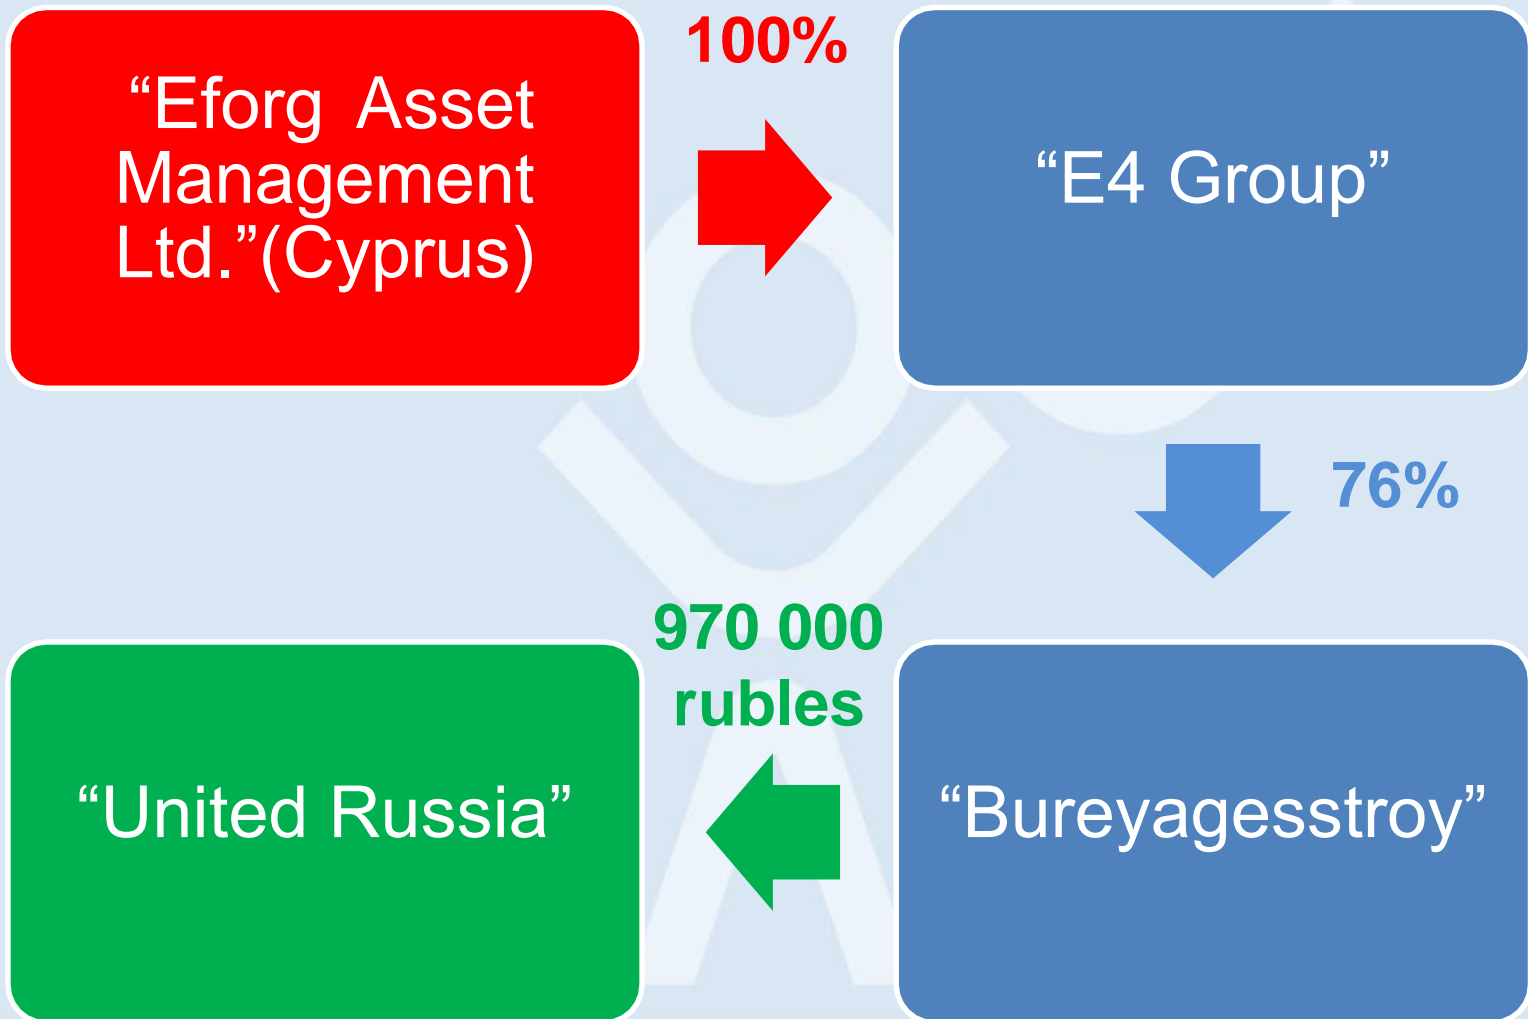 “Eforg Asset
Management
Ltd.”(Cyprus)
100%
“E4 Group”
76%
“Bureyagesstroy”
970 000
rubles
“United Russia”